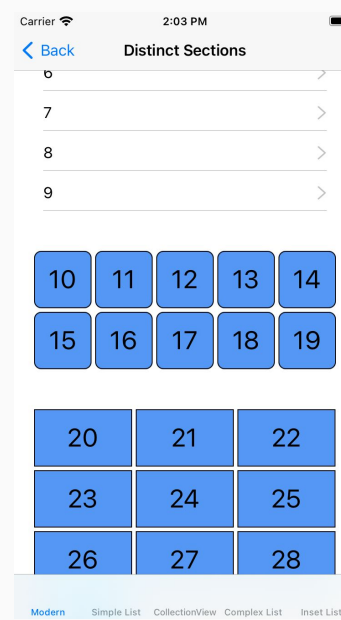 Carrier 2:03 PM
Back Distinct Sections
6
7
8
9
10 11 12 13 14
15 16 17 18 19
20 21 22
23 24 25
26 27 28
Modern Simple List CollectionView Complex List Inset List